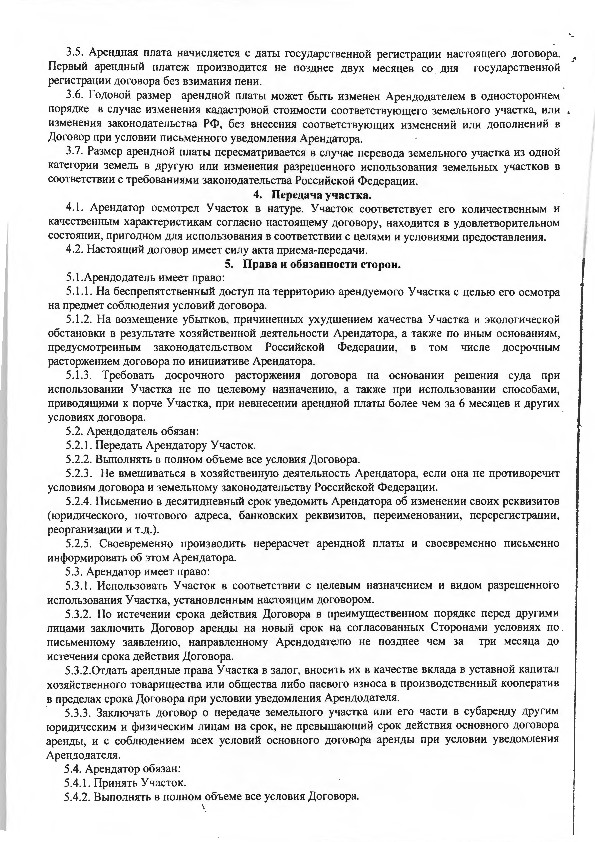 3.5. Арендная плата начисляется с даты государственной регистрации настоящего договора.
Первый арендный платеж производится не позднее двух месяцев со дня государственной
регистрации договора без взимания пени.
3.6. Годовой размер арендной платы может быть изменен Арендодателем в одностороннем
порядке в случае изменения кадастровой стоимости соответствующего земельного участка, или
изменения законодательства РФ, без внесения соответствующих изменений или дополнений в
Договор при условии письменного уведомления Арендатора.
3.7. Размер арендной платы пересматривается в случае перевода земельного участка из одной
категории земель в другую или изменения разрешенного использования земельных участков в
соответствии с требованиями законодательства Российской Федерации.
4. Передача участка.
4.1. Арендатор осмотрел Участок в натуре. Участок соответствует его количественным и
качественным характеристикам согласно настоящему договору, находится в удовлетворительном
состоянии, пригодном для использования в соответствии с целями и условиями предоставления.
4.2. Настоящий договор имеет силу акта приема-передачи.
5. Права и обязанности сторон.
5.1.Арендодатель имеет право:
5.1.1. На беспрепятственный доступ на территорию арендуемого Участка с целью его осмотра
на предмет соблюдения условий договора.
5.1.2. На возмещение убытков, причиненных ухудшением качества Участка и экологической
обстановки в результате хозяйственной деятельности Арендатора, а также по иным основаниям,
предусмотренным законодательством Российской Федерации, в том числе досрочным
расторжением договора по инициативе Арендатора.
5.1.3. Требовать досрочного расторжения договора на основании решения суда при
использовании Участка не по целевому назначению, а также при использовании способами,
приводящими к порче Участка, при невнесении арендной платы более чем за 6 месяцев и других
условиях договора.
5.2. Арендодатель обязан:
5.2.1. Передать Арендатору Участок.
5.2.2. Выполнять в полном объеме все условия Договора.
5.2.3. Не вмешиваться в хозяйственную деятельность Арендатора, если она не противоречит
условиям договора и земельному законодательству Российской Федерации.
5.2.4. Письменно в десятидневный срок уведомить Арендатора об изменении своих реквизитов
(юридического, почтового адреса, банковских реквизитов, переименовании, перерегистрации,
реорганизации и т.д.).
5.2.5. Своевременно производить перерасчет арендной платы и своевременно письменно
информировать об этом Арендатора.
5.3. Арендатор имеет право:
5.3.1. Использовать Участок в соответствии с целевым назначением и видом разрешенного
использования Участка, установленным настоящим договором.
5.3.2. По истечении срока действия Договора в преимущественном порядке перед другими
лицами заключить Договор аренды на новый срок на согласованных Сторонами условиях по
письменному заявлению, направленному Арендодателю не позднее чем за три месяца до
истечения срока действия Договора.
5.3.2.Отдать арендные права Участка в залог, вносить их в качестве вклада в уставной капитал
хозяйственного товарищества или общества либо паевого взноса в производственный кооператив
в пределах срока Договора при условии уведомления Арендодателя.
5.3.3. Заключать договор о передаче земельного участка или его части в субаренду другим
юридическим и физическим лицам на срок, не превышающий срок действия основного договора
аренды, и с соблюдением всех условий основного договора аренды при условии уведомления
Арендодателя.
5.4. Арендатор обязан:
5.4.1. Принять Участок.
5.4.2. Выполнять в полном объеме все условия Договора.